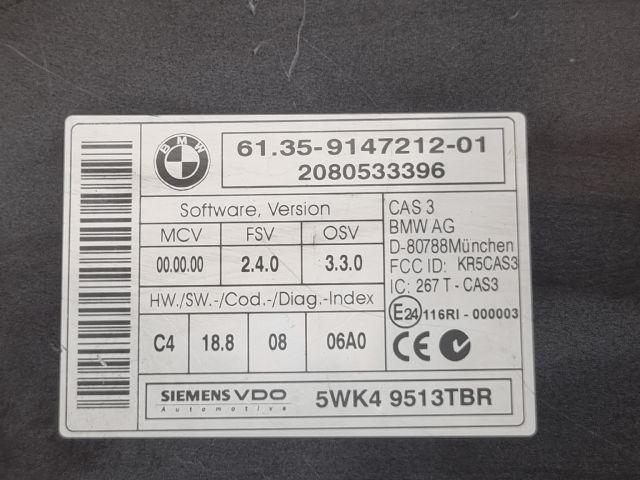 BMW
61.35-9147212-01
2080533396
Software, Version
MCV FSV OSV
00.00.00 2.4.0 3.3.0
HW./SW.-/Cod.-/Diag.-Index
C4 18.8 08 06A0
CAS 3
BMW AG
D-80788München
FCC ID: KR5CAS3
IC: 267 T - CAS3
E24 116RI - 000003
CE
SIEMENS VDO
Automotive
5WK4 9513TBR